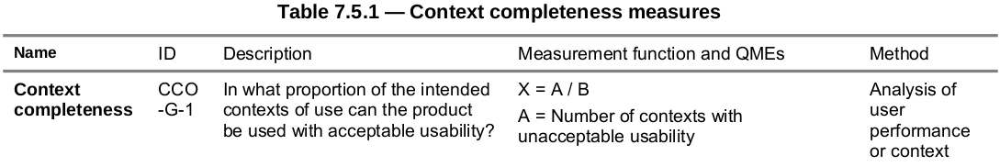 Table 7.5.1 — Context completeness measures
Name ID Description Measurement function and QMEs Method
Context CCO In what proportion of the intended X = A / B Analysis of
completeness -G-1 contexts of use can the product A = Number of contexts with user
be used with acceptable usability? unacceptable usability performance
or context